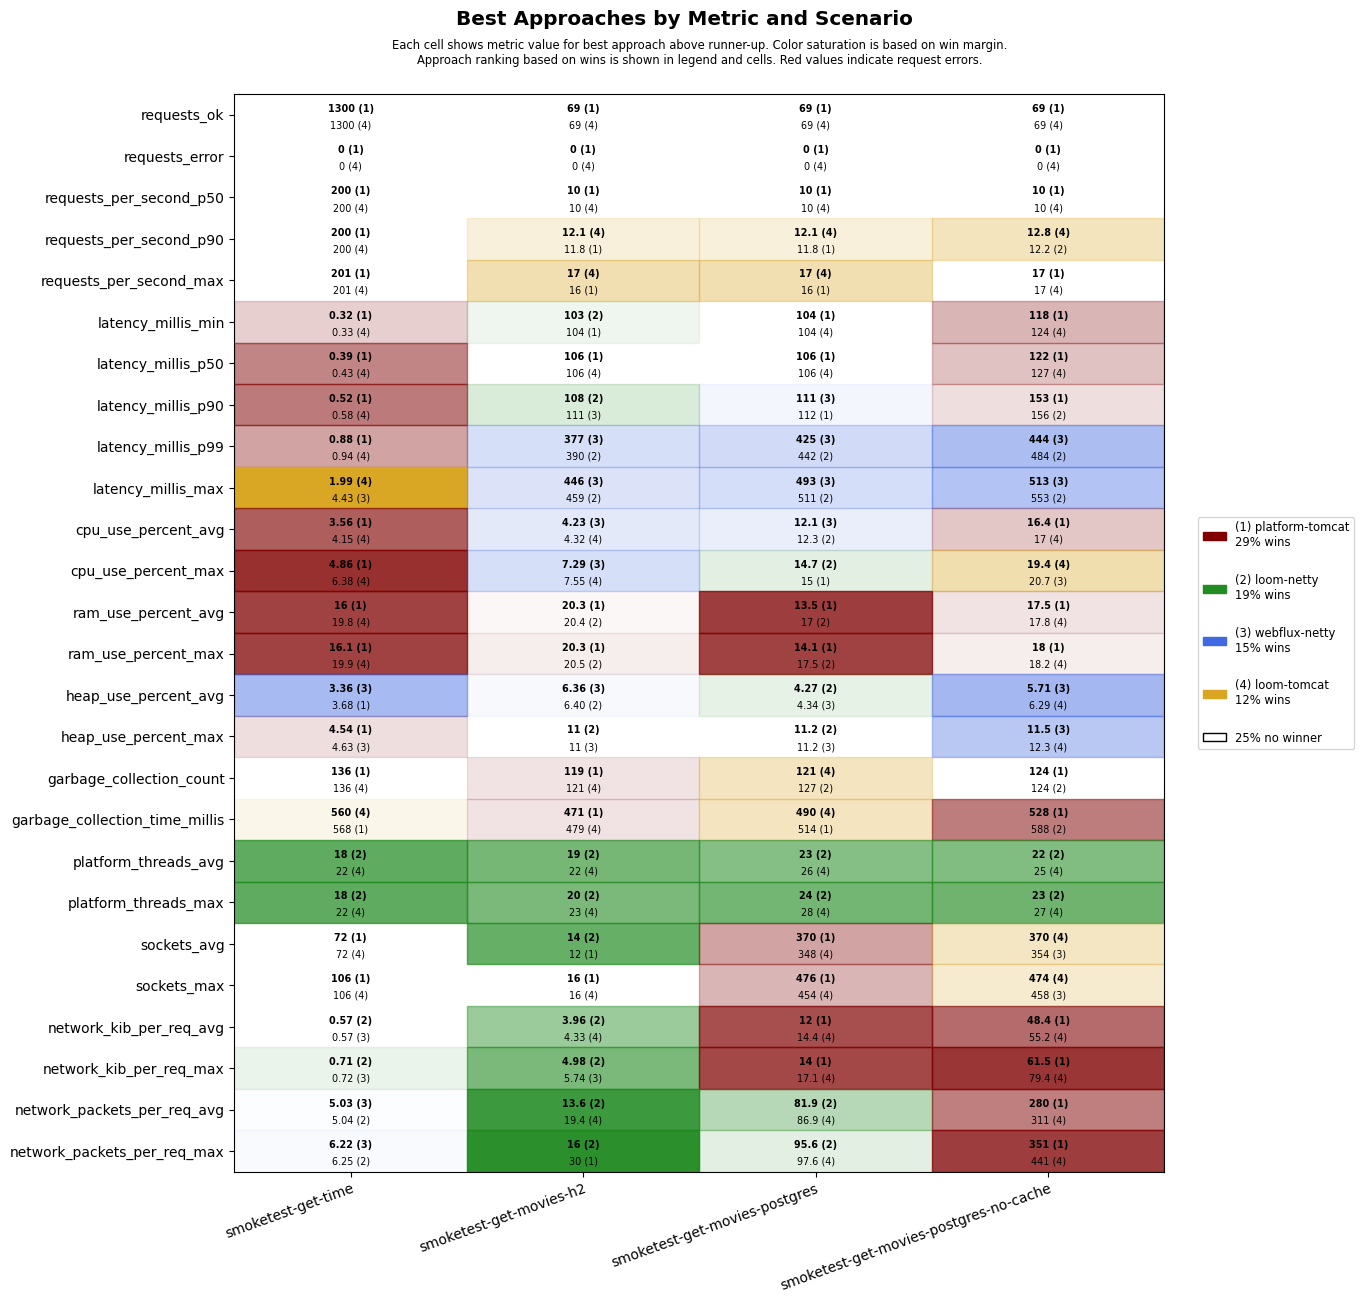 Best Approaches by Metric and Scenario
Each cell shows metric value for best approach above runner-up. Color saturation is based on win margin.
Approach ranking based on wins is shown in legend and cells. Red values indicate request errors.
requests_ok
1300 (1) 69 (1) 69 (1) 69 (1)
1300 (4) 69 (4) 69 (4) 69 (4)
requests_error
0 (1) 0 (1) 0 (1) 0 (1)
0 (4) 0 (4) 0 (4) 0 (4)
requests_per_second_p50
200 (1) 10 (1) 10 (1) 10 (1)
200 (4) 10 (4) 10 (4) 10 (4)
requests_per_second_p90
200 (1) 12.1 (4) 12.1 (4) 12.8 (4)
200 (4) 11.8 (1) 11.8 (1) 12.2 (2)
requests_per_second_max
201 (1) 17 (4) 17 (4) 17 (1)
201 (4) 16 (1) 16 (1) 17 (4)
latency_millis_min
0.32 (1) 103 (2) 104 (1) 118 (1)
0.33 (4) 104 (1) 104 (4) 124 (4)
latency_millis_p50
0.39 (1) 106 (1) 106 (1) 122 (1)
0.43 (4) 106 (4) 106 (4) 127 (4)
latency_millis_p90
0.52 (1) 108 (2) 111 (3) 153 (1)
0.58 (4) 111 (3) 112 (1) 156 (2)
latency_millis_p99
0.88 (1) 377 (3) 425 (3) 444 (3)
0.94 (4) 390 (2) 442 (2) 484 (2)
latency_millis_max
1.99 (4) 446 (3) 493 (3) 513 (3)
4.43 (3) 459 (2) 511 (2) 553 (2)
cpu_use_percent_avg
3.56 (1) 4.23 (3) 12.1 (3) 16.4 (1)
4.15 (4) 4.32 (4) 12.3 (2) 17 (4)
cpu_use_percent_max
4.86 (1) 7.29 (3) 14.7 (2) 19.4 (4)
6.38 (4) 7.55 (4) 15 (1) 20.7 (3)
ram_use_percent_avg
16 (1) 20.3 (1) 13.5 (1) 17.5 (1)
19.8 (4) 20.4 (2) 17 (2) 17.8 (4)
ram_use_percent_max
16.1 (1) 20.3 (1) 14.1 (1) 18 (1)
19.9 (4) 20.5 (2) 17.5 (2) 18.2 (4)
heap_use_percent_avg
3.36 (3) 6.36 (3) 4.27 (2) 5.71 (3)
3.68 (1) 6.40 (2) 4.34 (3) 6.29 (4)
heap_use_percent_max
4.54 (1) 11 (2) 11.2 (2) 11.5 (3)
4.63 (3) 11 (3) 11.2 (3) 12.3 (4)
garbage_collection_count
136 (1) 119 (1) 121 (4) 124 (1)
136 (4) 121 (4) 127 (2) 124 (2)
garbage_collection_time_millis
560 (4) 471 (1) 490 (4) 528 (1)
568 (1) 479 (4) 514 (1) 588 (2)
platform_threads_avg
18 (2) 19 (2) 23 (2) 22 (2)
22 (4) 22 (4) 26 (4) 25 (4)
platform_threads_max
18 (2) 20 (2) 24 (2) 23 (2)
22 (4) 23 (4) 28 (4) 27 (4)
sockets_avg
72 (1) 14 (2) 370 (1) 370 (4)
72 (4) 12 (1) 348 (4) 354 (3)
sockets_max
106 (1) 16 (1) 476 (1) 474 (4)
106 (4) 16 (4) 454 (4) 458 (3)
network_kib_per_req_avg
0.57 (2) 3.96 (2) 12 (1) 48.4 (1)
0.57 (3) 4.33 (4) 14.4 (4) 55.2 (4)
network_kib_per_req_max
0.71 (2) 4.98 (2) 14 (1) 61.5 (1)
0.72 (3) 5.74 (3) 17.1 (4) 79.4 (4)
network_packets_per_req_avg
5.03 (3) 13.6 (2) 81.9 (2) 280 (1)
5.04 (2) 19.4 (4) 86.9 (4) 311 (4)
network_packets_per_req_max
6.22 (3) 16 (2) 95.6 (2) 351 (1)
6.25 (2) 30 (1) 97.6 (4) 441 (4)
smoketest-get-time
smoketest-get-movies-h2
smoketest-get-movies-postgres
smoketest-get-movies-postgres-no-cache
(1) platform-tomcat
29% wins
(2) loom-netty
19% wins
(3) webflux-netty
15% wins
(4) loom-tomcat
12% wins
25% no winner